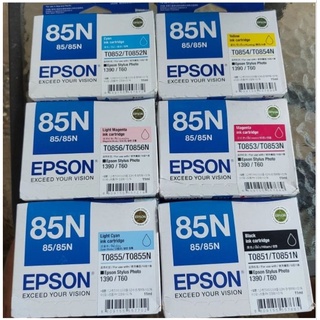 85N
85/85N
EPSON
EXCEED YOUR VISION
Cyan
ink cartridge
T0852/T0852N
Epson Stylus Photo
1390 / T60
85N
85/85N
EPSON
EXCEED YOUR VISION
Yellow
ink cartridge
T0854/T0854N
Epson Stylus Photo
1390 / T60
85N
85/85N
EPSON
EXCEED YOUR VISION
Light Magenta
ink cartridge
T0856/T0856N
Epson Stylus Photo
1390 / T60
85N
85/85N
EPSON
EXCEED YOUR VISION
Magenta
ink cartridge
T0853/T0853N
Epson Stylus Photo
1390 / T60
85N
85/85N
EPSON
EXCEED YOUR VISION
Light Cyan
ink cartridge
T0855/T0855N
Epson Stylus Photo
1390 / T60
85N
85/85N
EPSON
EXCEED YOUR VISION
Black
ink cartridge
T0851/T0851N
Epson Stylus Photo
1390 / T60